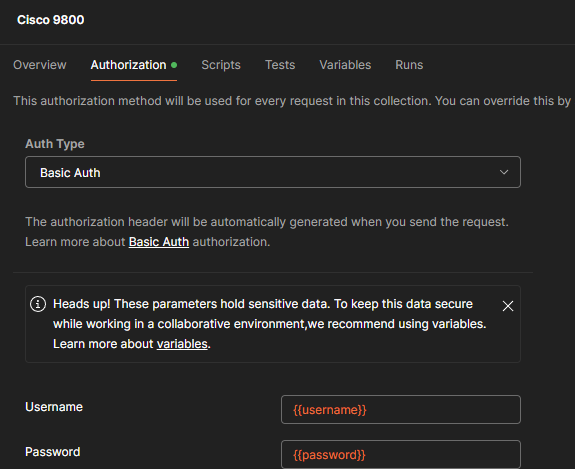 Cisco 9800
Overview Authorization Scripts Tests Variables Runs
This authorization method will be used for every request in this collection. You can override this by
Auth Type
Basic Auth
The authorization header will be automatically generated when you send the request.
Learn more about Basic Auth authorization.
Heads up! These parameters hold sensitive data. To keep this data secure
while working in a collaborative environment,we recommend using variables.
Learn more about variables.
Username {{username}}
Password {{password}}